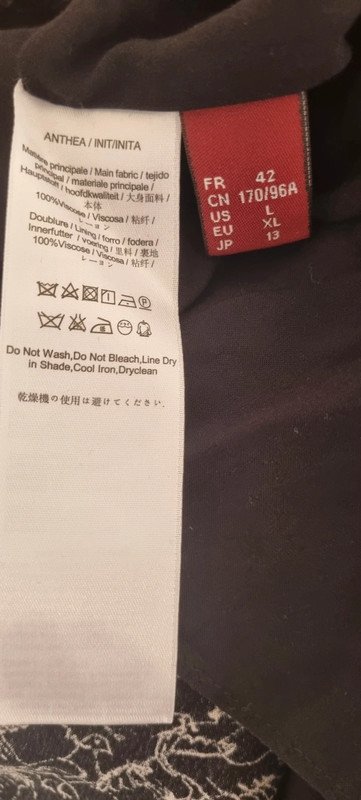 ANTHEA / INIT/INITA
Matière principale / Main fabric / tejido
principal / materiale principale /
Hauptstoff / hoofdkwaliteit / 大身面料 /
本体
100%Viscose / Viscosa / 粘纤 /
レーヨン
Doublure / Lining / forro / fodera /
Innerfutter / voering / 里料 / 裏地
100%Viscose / Viscosa / 粘纤 /
レーヨン
Do Not Wash,Do Not Bleach,Line Dry
in Shade,Cool Iron,Dryclean
乾燥機の使用は避けてください.
FR 42
CN 170/96A
US L
EU XL
JP 13